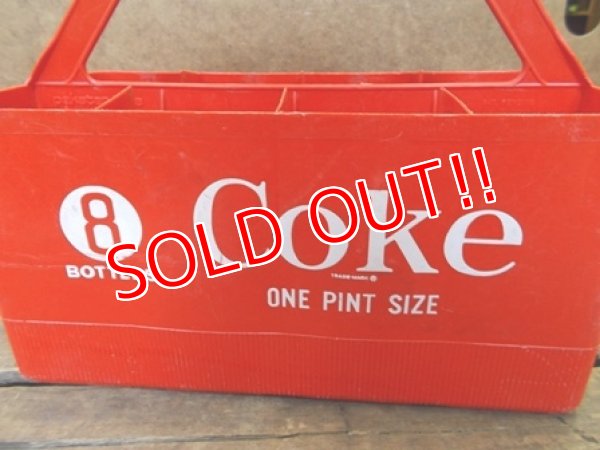 8
BOTTLES
Coke
TRADE-MARK ®
ONE PINT SIZE
SOLD OUT!!